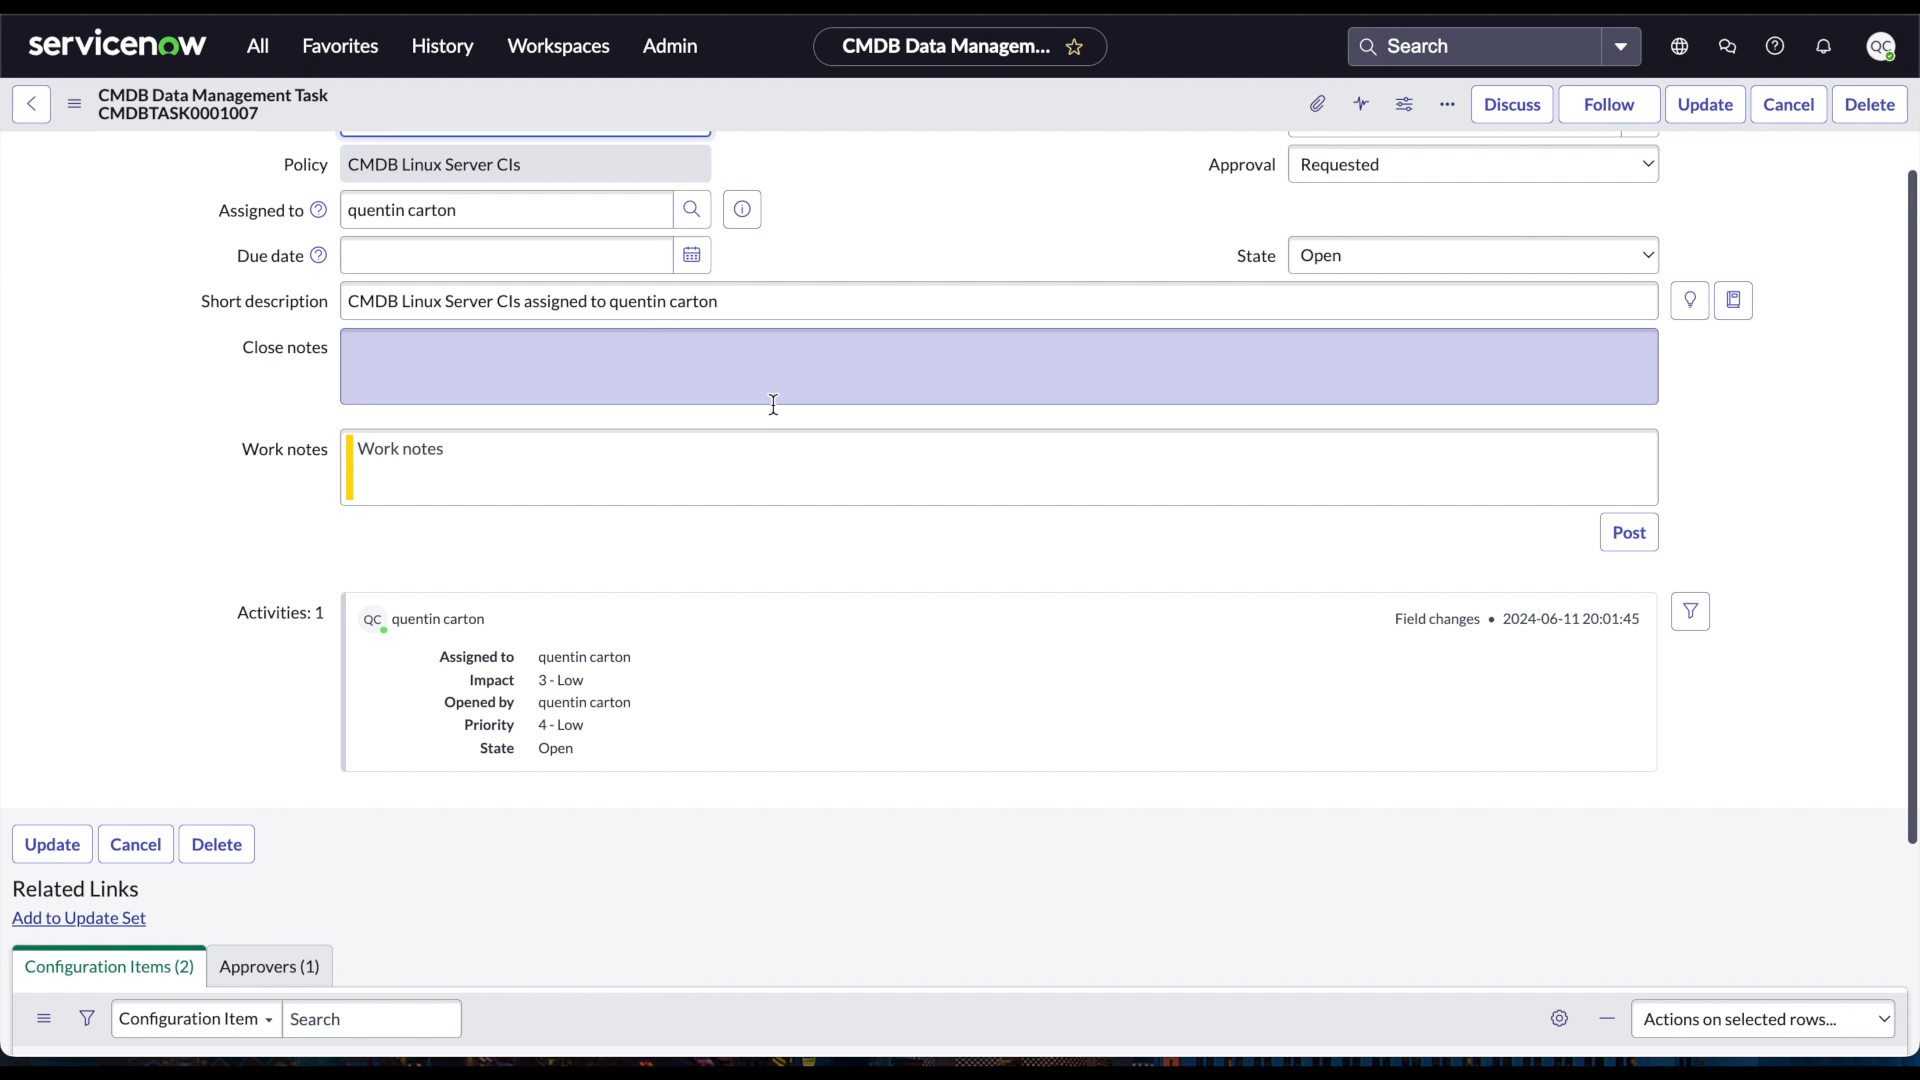 servicenow All Favorites History Workspaces Admin CMDB Data Managem... Search QC
CMDB Data Management Task
CMDBTASK0001007
Discuss Follow Update Cancel Delete
Policy CMDB Linux Server CIs Approval Requested
Assigned to quentin carton
Due date State Open
Short description CMDB Linux Server CIs assigned to quentin carton
Close notes
Work notes Work notes
Post
Activities: 1 QC quentin carton Field changes • 2024-06-11 20:01:45
Assigned to quentin carton
Impact 3 - Low
Opened by quentin carton
Priority 4 - Low
State Open
Update Cancel Delete
Related Links
Add to Update Set
Configuration Items (2) Approvers (1)
Configuration Item Search Actions on selected rows...